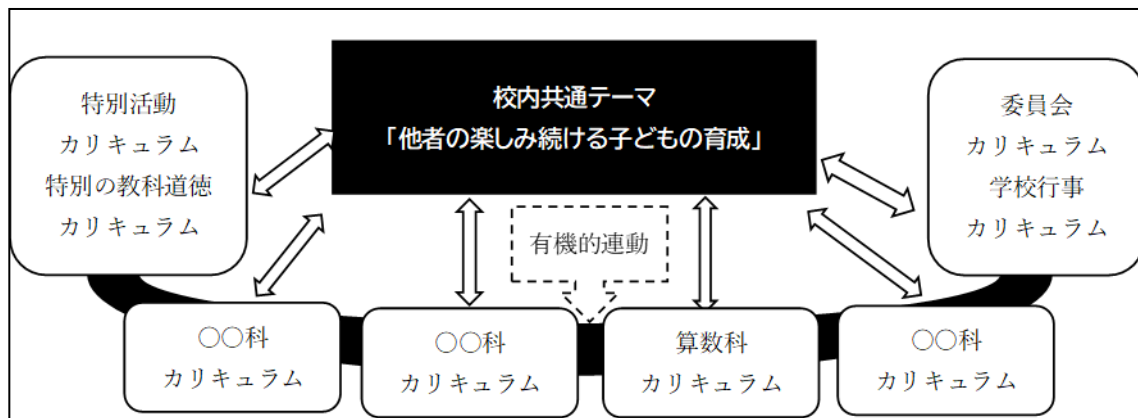 校内共通テーマ
「他者の楽しみ続ける子どもの育成」
特別活動
カリキュラム
特別の教科道徳
カリキュラム
委員会
カリキュラム
学校行事
カリキュラム
有機的連動
〇〇科
カリキュラム
〇〇科
カリキュラム
算数科
カリキュラム
〇〇科
カリキュラム